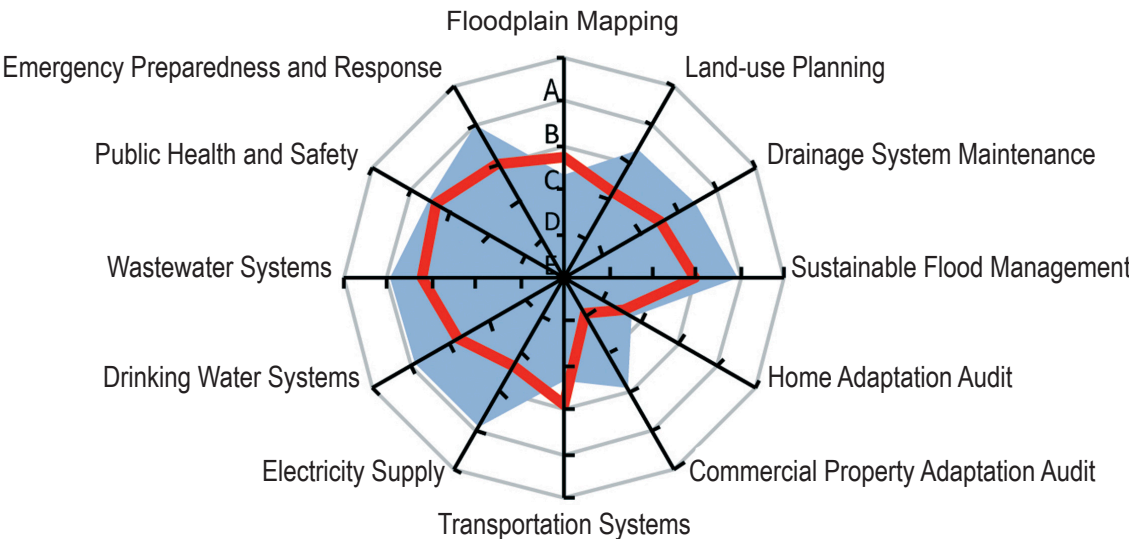 Floodplain Mapping
Emergency Preparedness and Response
Land-use Planning
A
B
Public Health and Safety
Drainage System Maintenance
C
D
Wastewater Systems
E
Sustainable Flood Management
Drinking Water Systems
Home Adaptation Audit
Electricity Supply
Commercial Property Adaptation Audit
Transportation Systems